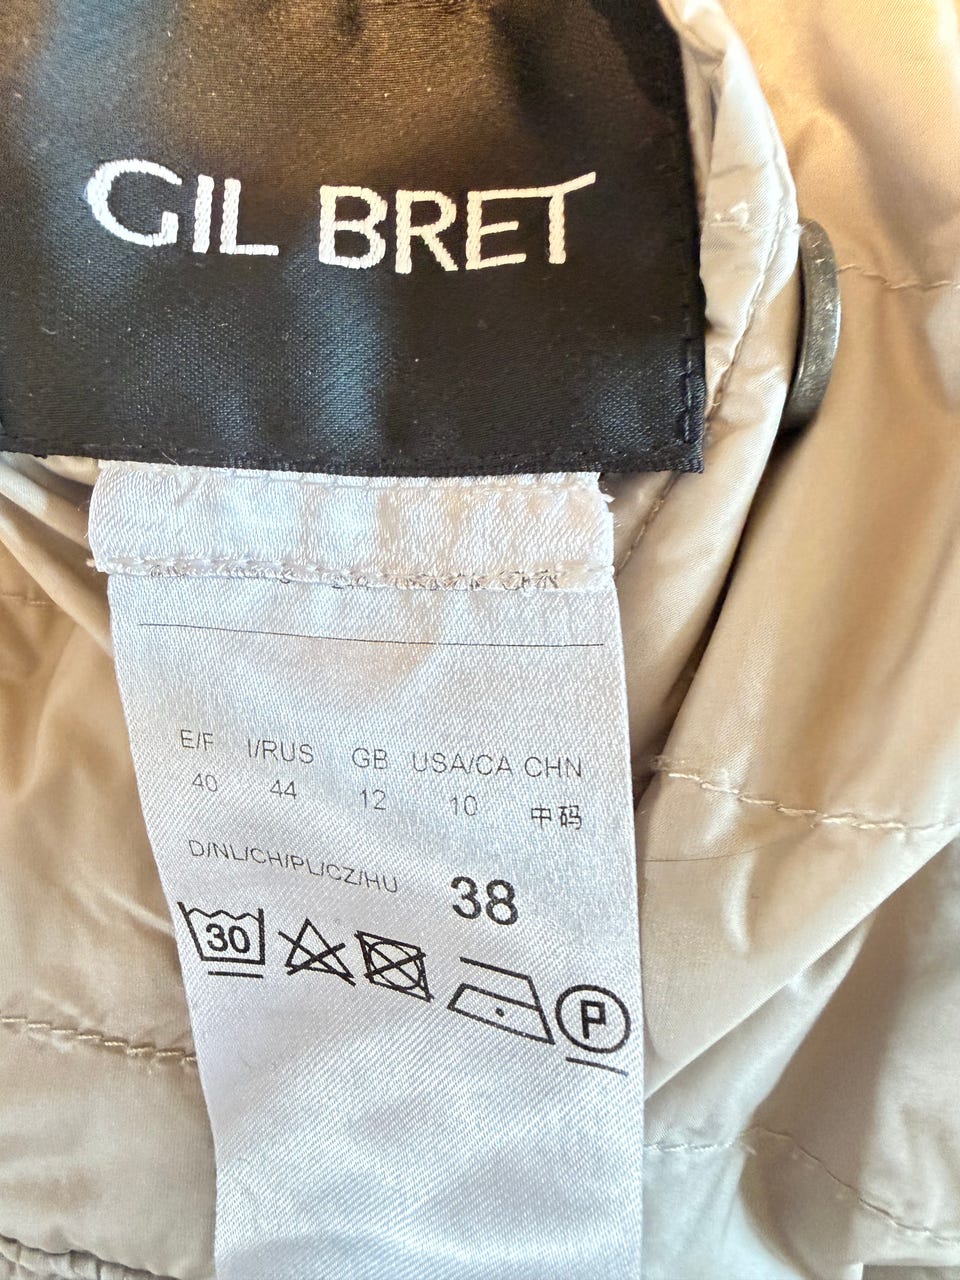 GIL BRET
E/F I/RUS GB USA/CA CHN
40 44 12 10 中码
D/NL/CH/PL/CZ/HU 38
30 P